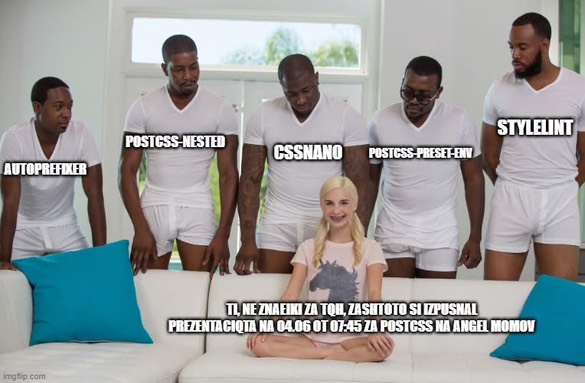 AUTOPREFIXER
POSTCSS-NESTED
CSSNANO
POSTCSS-PRESET-ENV
STYLELINT
TI, NE ZNAEIKI ZA TQH, ZASHTOTO SI IZPUSNAL
PREZENTACIQTA NA 04.06 OT 07:45 ZA POSTCSS NA ANGEL MOMOV
imgflip.com